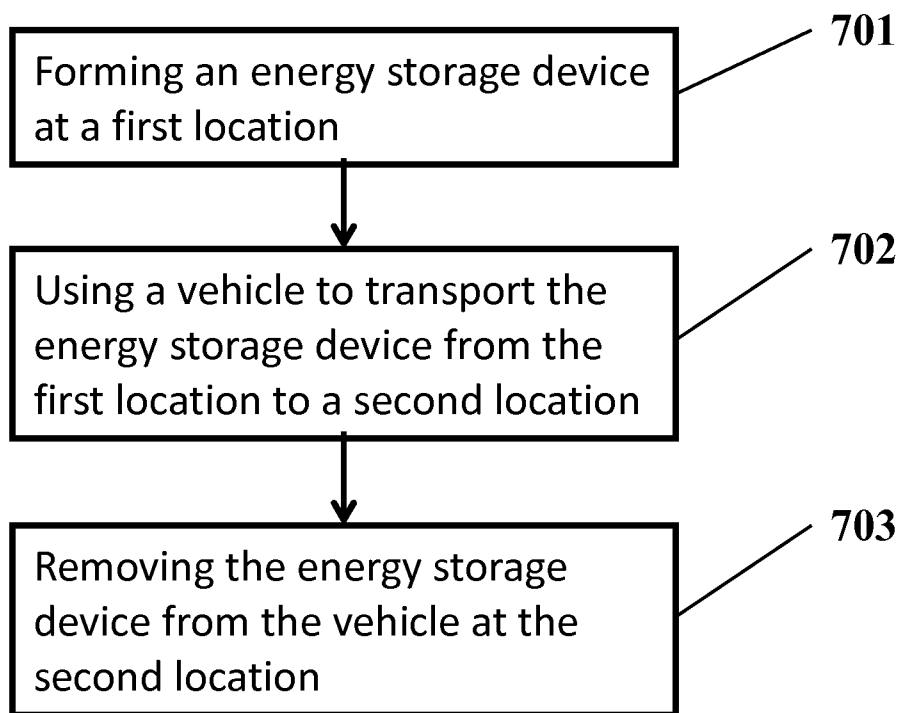 701
Forming an energy storage device
at a first location
702
Using a vehicle to transport the
energy storage device from the
first location to a second location
703
Removing the energy storage
device from the vehicle at the
second location